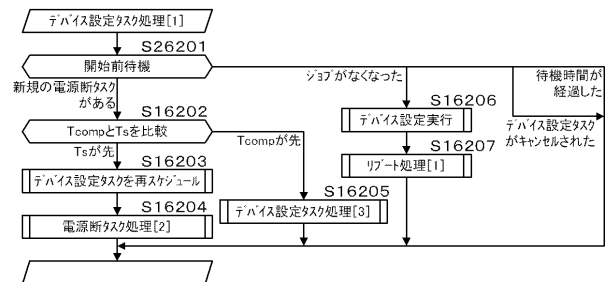 デバイス設定タスク処理[1]
S26201
開始前待機
新規の電源断タスク
がある
ジョブがなくなった
待機時間が
経過した
S16202
TcompとTsを比較
Tsが先
Tcompが先
S16206
デバイス設定実行
デバイス設定タスク
がキャンセルされた
S16203
デバイス設定タスクを再スケジュール
S16207
リブート処理[1]
S16204
電源断タスク処理[2]
S16205
デバイス設定タスク処理[3]